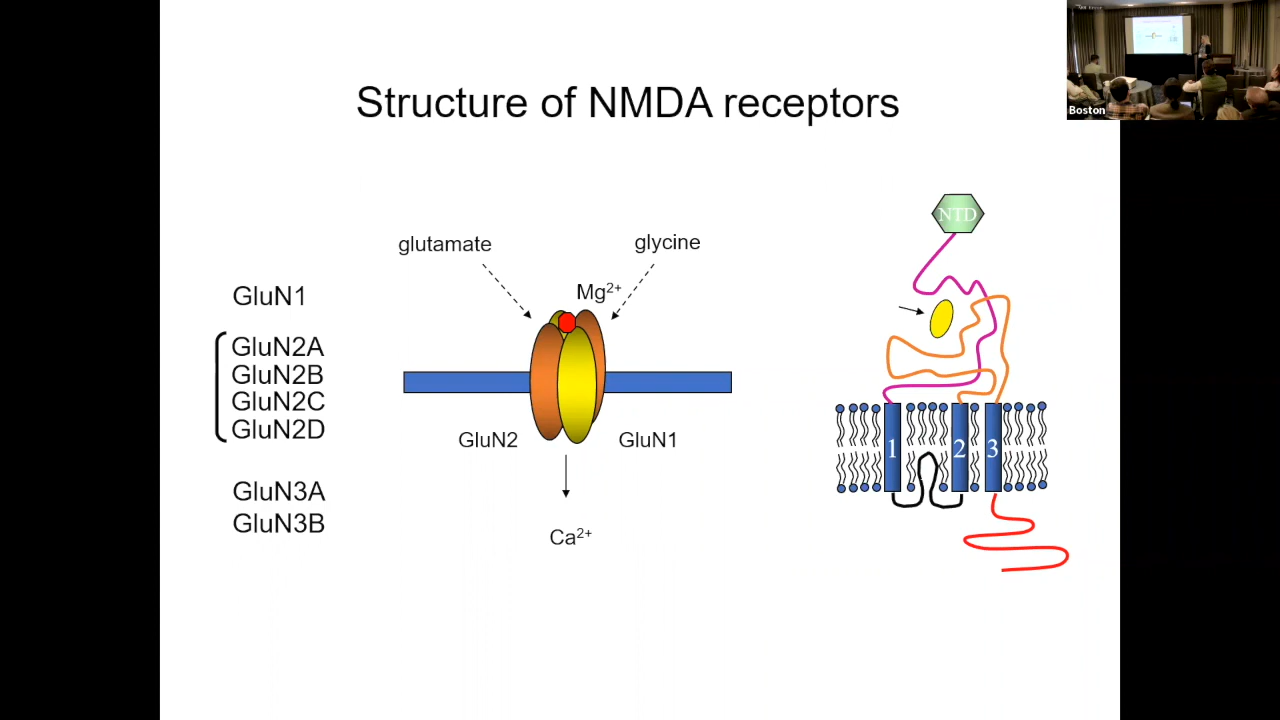 Structure of NMDA receptors
Boston
GluN1
GluN2A
GluN2B
GluN2C
GluN2D
GluN3A
GluN3B
glutamate
glycine
Mg²⁺
GluN2
GluN1
Ca²⁺
NTD
1
2
3